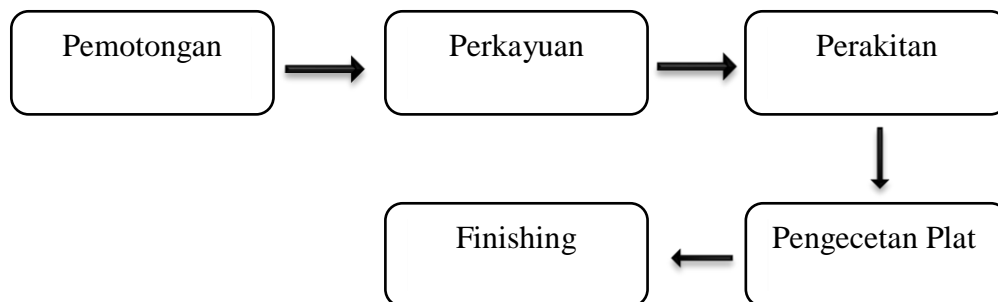 Pemotongan
Perkayuan
Perakitan
Pengecetan Plat
Finishing